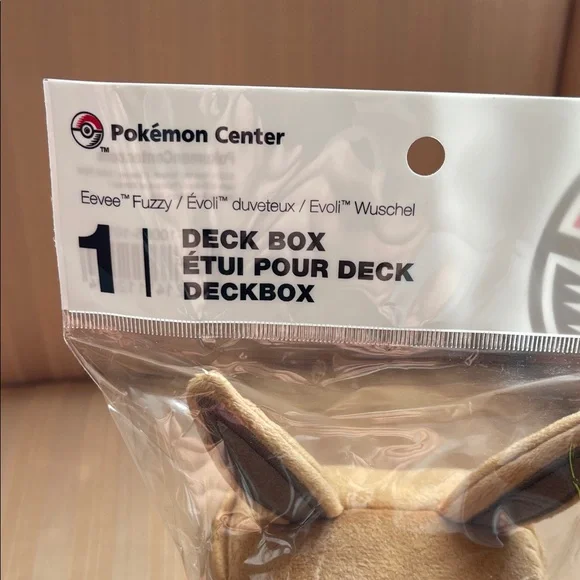 Pokémon Center
TM
Eevee™ Fuzzy / Évoli™ duveteux / Evoli™ Wuschel
1
DECK BOX
ÉTUI POUR DECK
DECKBOX